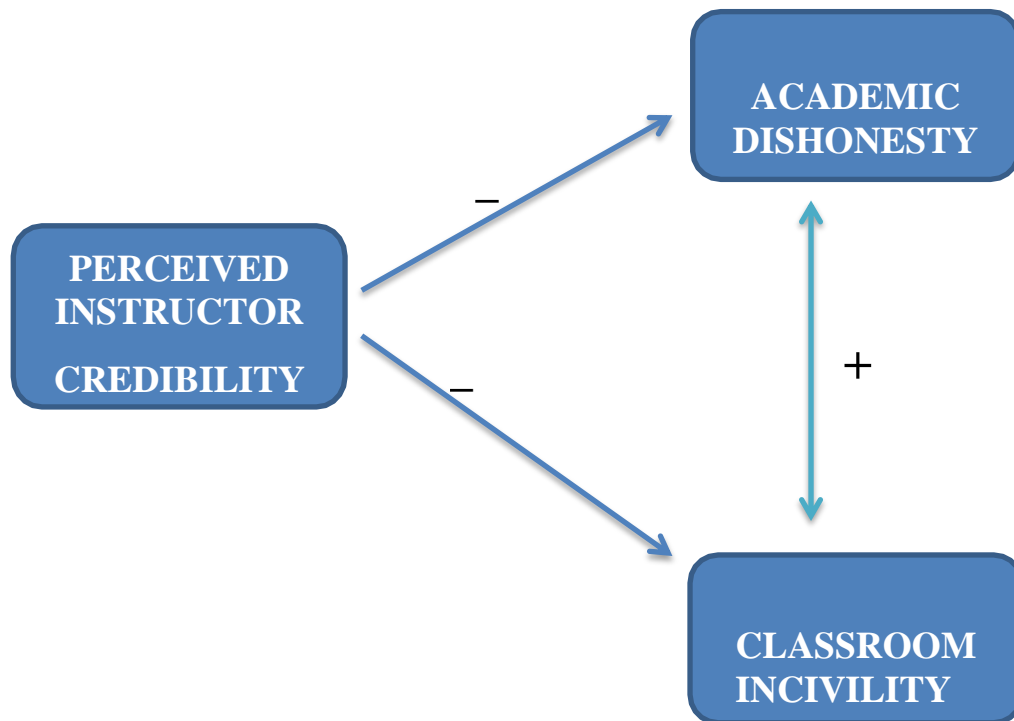 ACADEMIC
DISHONESTY
–
PERCEIVED
INSTRUCTOR
CREDIBILITY
–
+
CLASSROOM
INCIVILITY